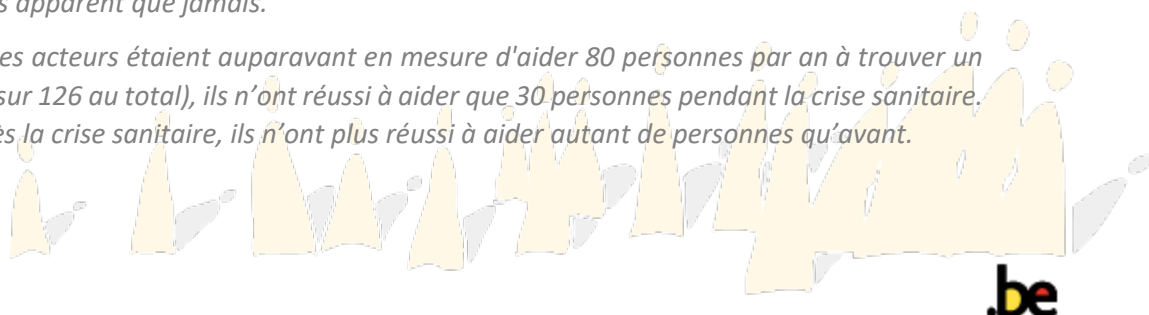 s apparent que jamais.
es acteurs étaient auparavant en mesure d'aider 80 personnes par an à trouver un
sur 126 au total), ils n’ont réussi à aider que 30 personnes pendant la crise sanitaire.
ès la crise sanitaire, ils n’ont plus réussi à aider autant de personnes qu’avant.
.be